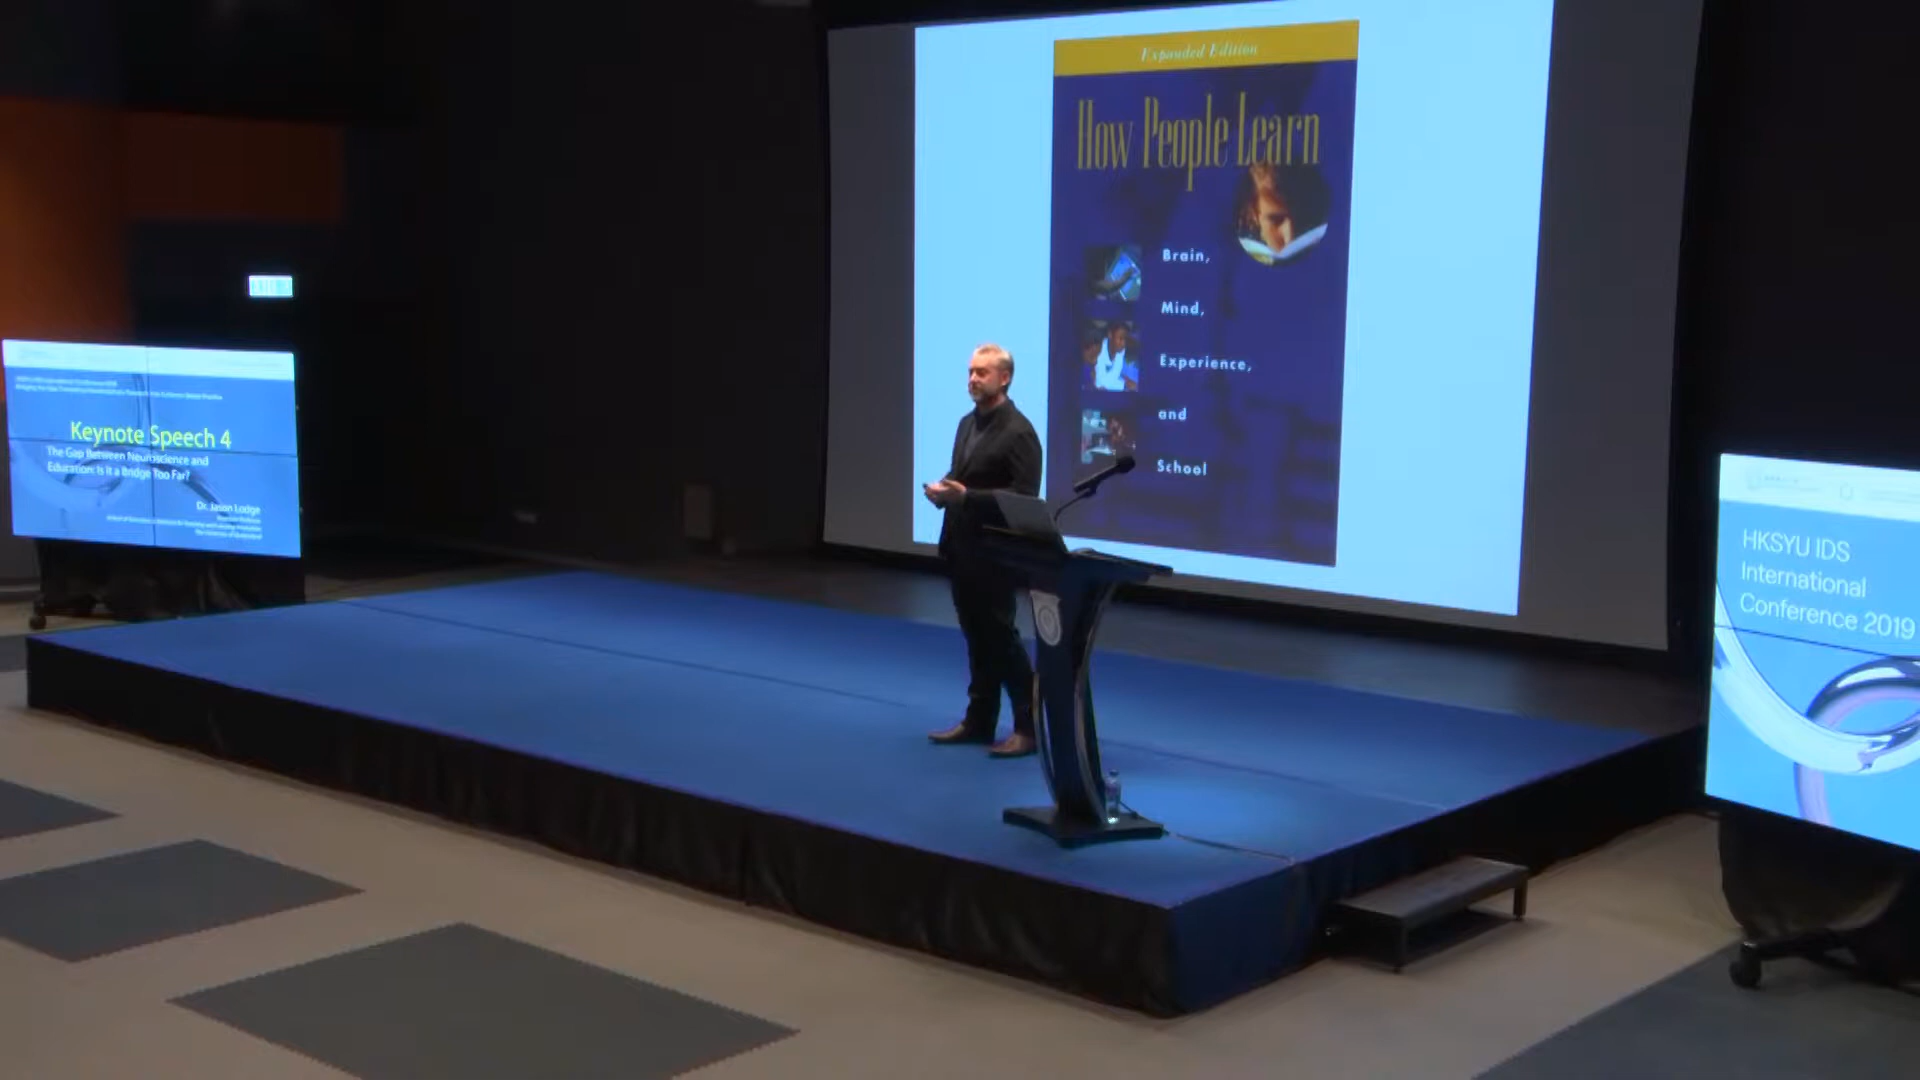 Expanded Edition
How People Learn
Brain,
Mind,
Experience,
and
School
Keynote Speech 4
The Gap Between Neuroscience and
Education: Is it a Bridge Too Far?
Dr. Jason Lodge
HKSYU IDS
International
Conference 2019